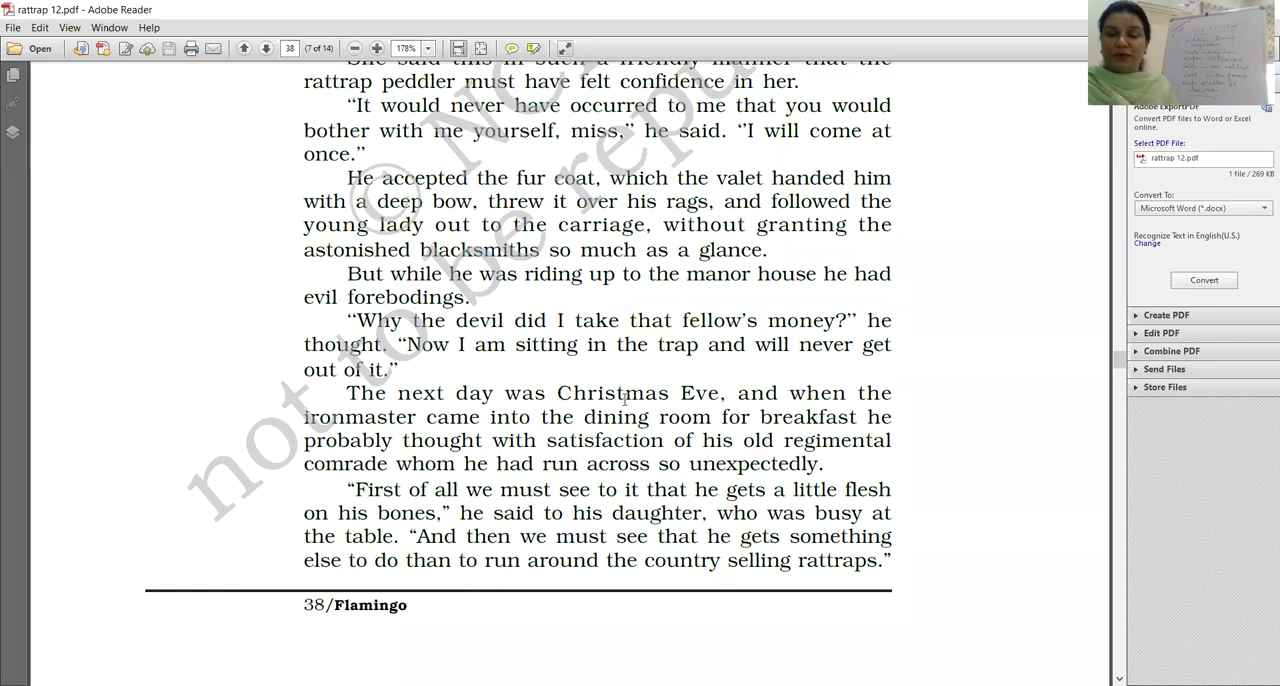 rattrap 12.pdf - Adobe Reader
File Edit View Window Help
Open 38 (7 of 14) 178%
She said this in such a friendly manner that the
rattrap peddler must have felt confidence in her.
“It would never have occurred to me that you would
bother with me yourself, miss,” he said. ‘’I will come at
once.”
He accepted the fur coat, which the valet handed him
with a deep bow, threw it over his rags, and followed the
young lady out to the carriage, without granting the
astonished blacksmiths so much as a glance.
But while he was riding up to the manor house he had
evil forebodings.
‘’Why the devil did I take that fellow’s money?’’ he
thought. “Now I am sitting in the trap and will never get
out of it.”
The next day was Christmas Eve, and when the
ironmaster came into the dining room for breakfast he
probably thought with satisfaction of his old regimental
comrade whom he had run across so unexpectedly.
“First of all we must see to it that he gets a little flesh
on his bones,” he said to his daughter, who was busy at
the table. “And then we must see that he gets something
else to do than to run around the country selling rattraps.”
38/Flamingo
© NC
not to be repu
Adobe ExportPDF
Convert PDF files to Word or Excel
online.
Select PDF File:
rattrap 12.pdf
1 file / 269 KB
Convert To:
Microsoft Word (*.docx)
Recognize Text in English(U.S.)
Change
Convert
Create PDF
Edit PDF
Combine PDF
Send Files
Store Files